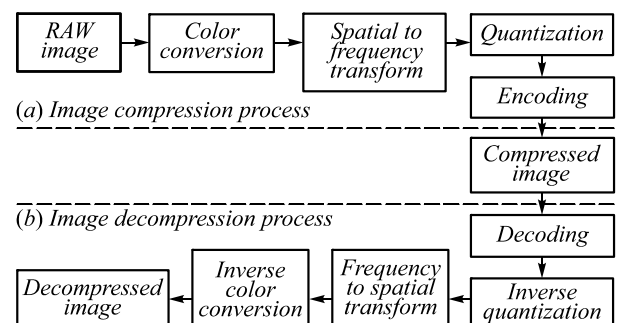 RAW
image
Color
conversion
Spatial to
frequency
transform
Quantization
Encoding
(a) Image compression process
Compressed
image
(b) Image decompression process
Decoding
Inverse
quantization
Frequency
to spatial
transform
Inverse
color
conversion
Decompressed
image